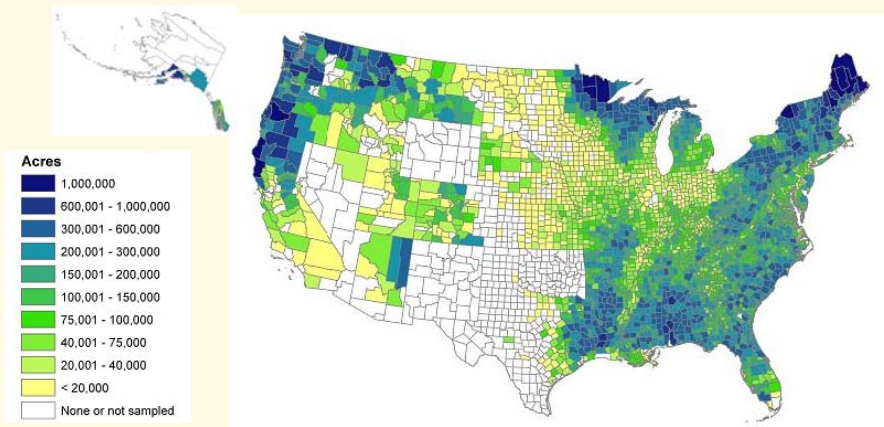 Acres
1,000,000
600,001 - 1,000,000
300,001 - 600,000
200,001 - 300,000
150,001 - 200,000
100,001 - 150,000
75,001 - 100,000
40,001 - 75,000
20,001 - 40,000
< 20,000
None or not sampled